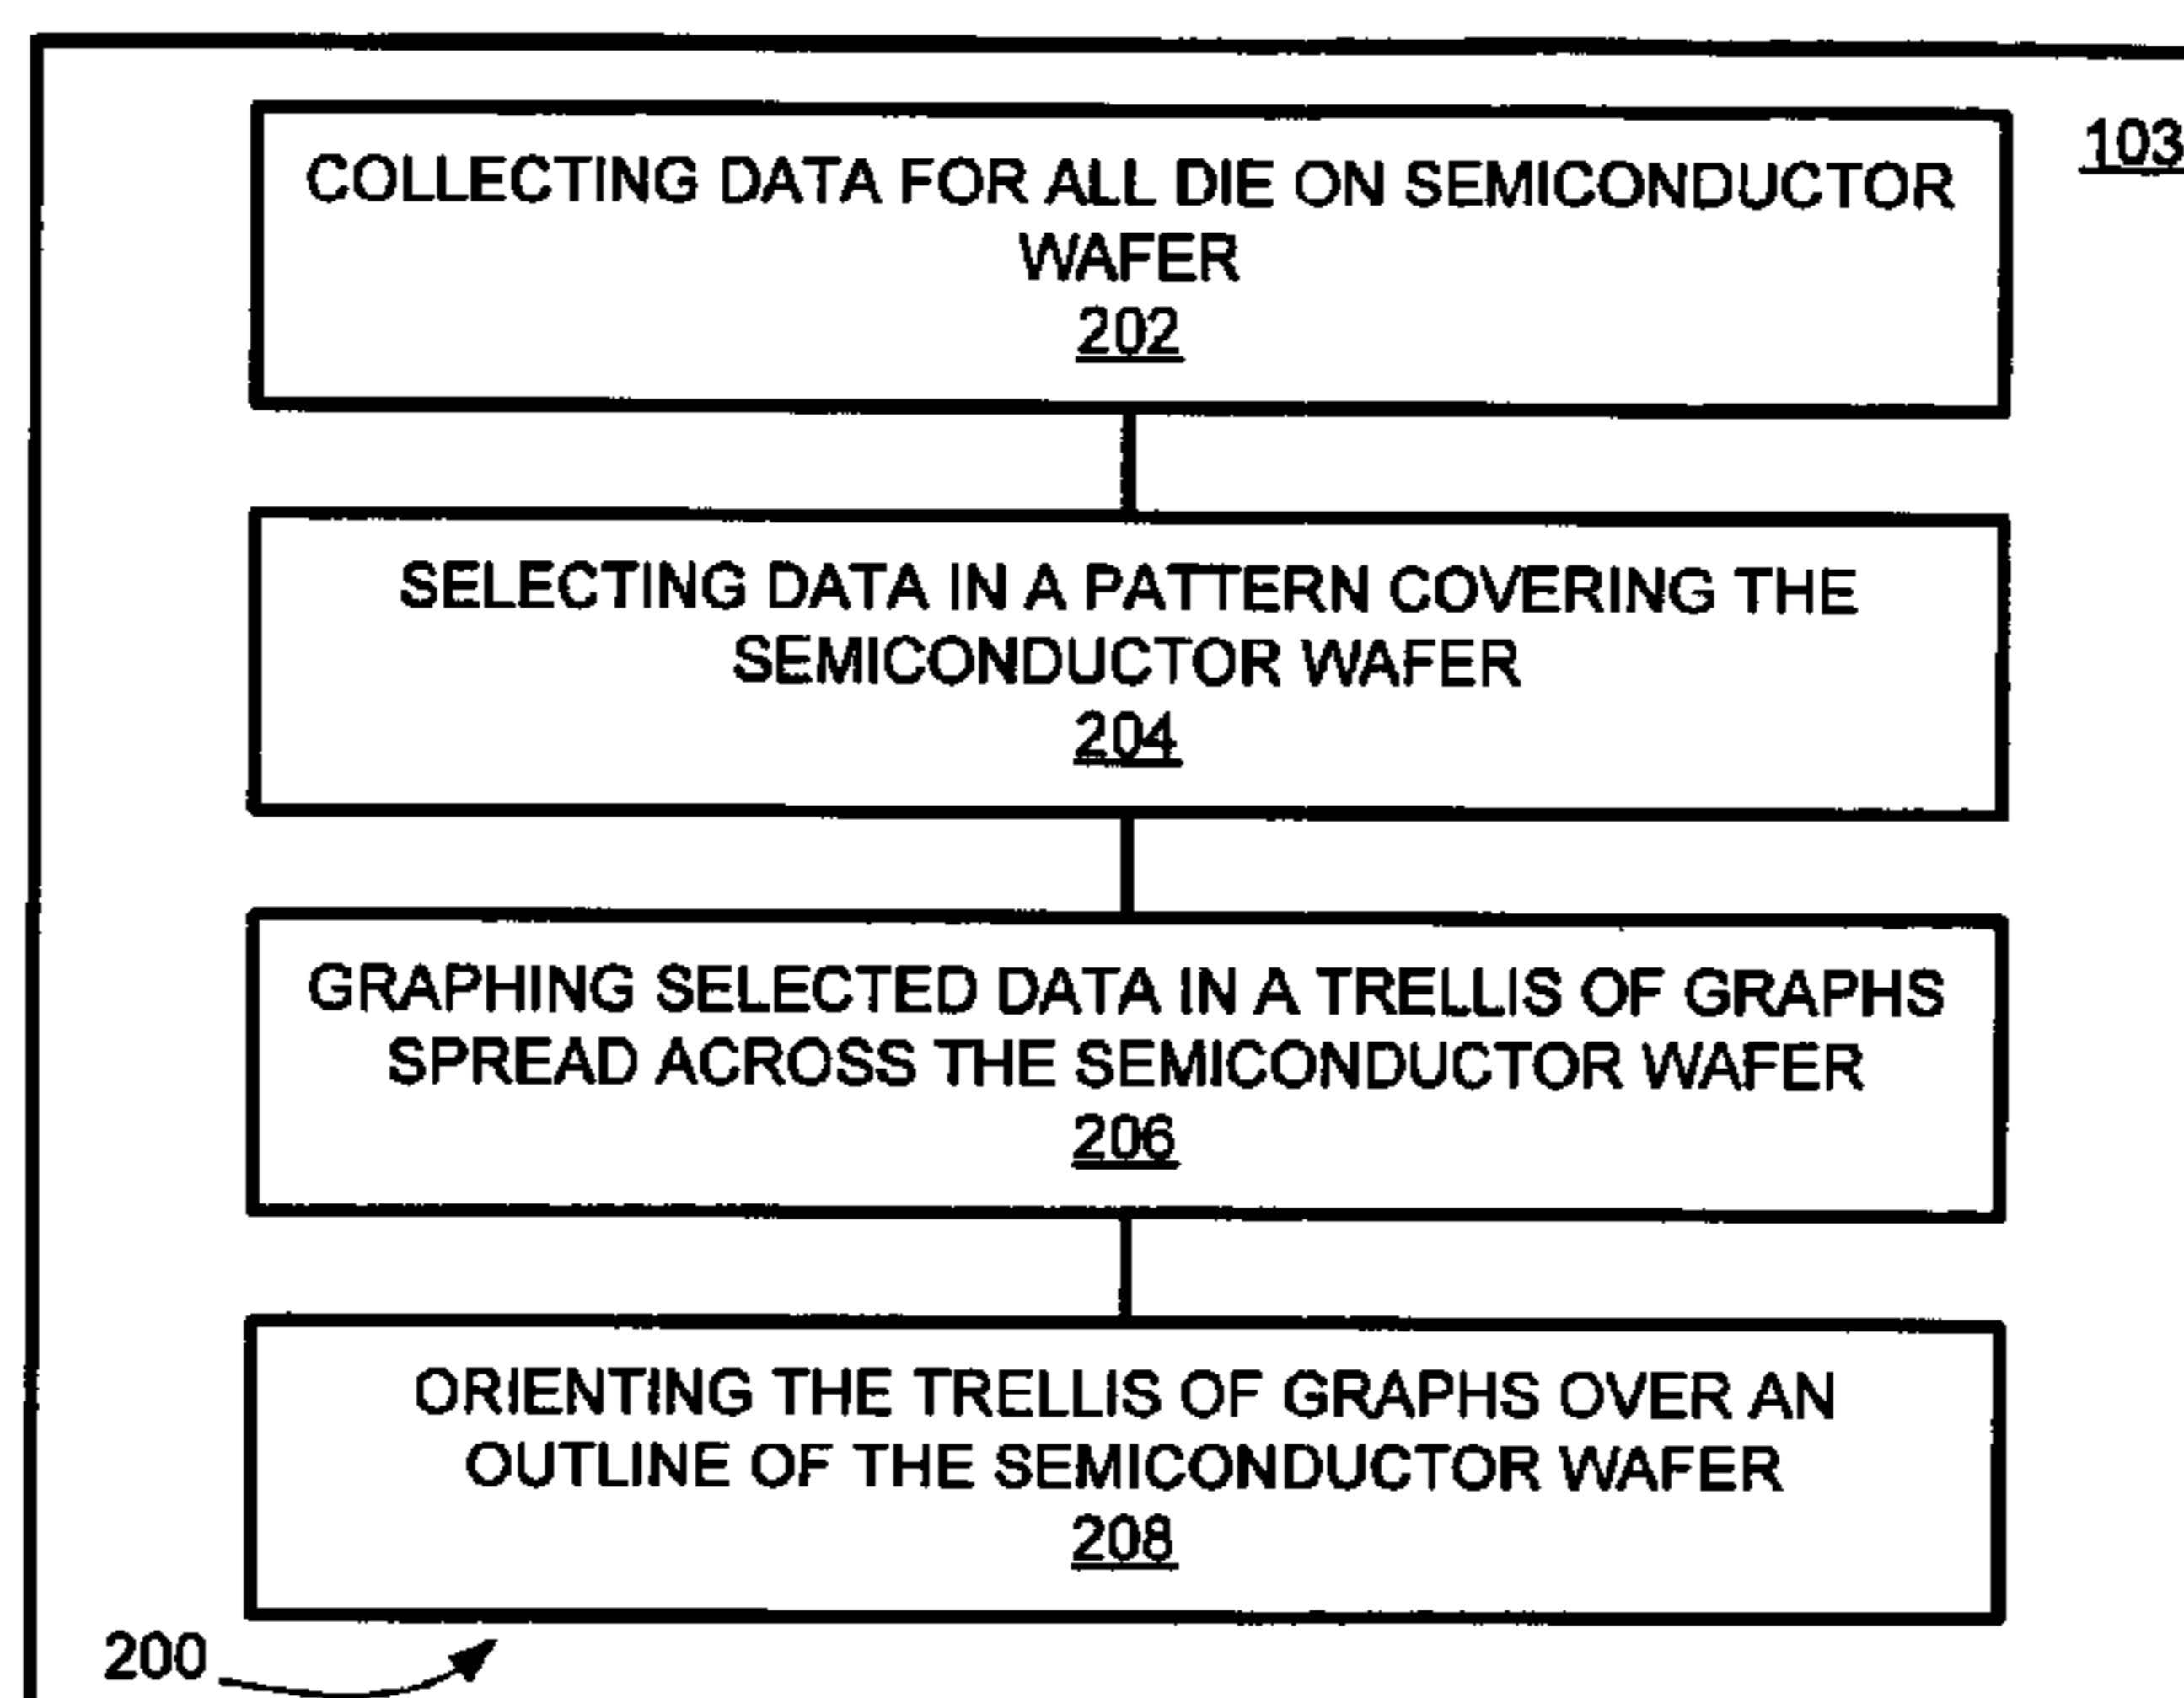 103
COLLECTING DATA FOR ALL DIE ON SEMICONDUCTOR
WAFER
202
SELECTING DATA IN A PATTERN COVERING THE
SEMICONDUCTOR WAFER
204
GRAPHING SELECTED DATA IN A TRELLIS OF GRAPHS
SPREAD ACROSS THE SEMICONDUCTOR WAFER
206
ORIENTING THE TRELLIS OF GRAPHS OVER AN
OUTLINE OF THE SEMICONDUCTOR WAFER
208
200